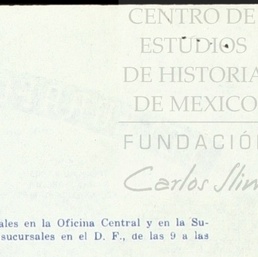 CENTRO DE
ESTUDIOS
DE HISTORIA
DE MEXICO
FUNDACIÓN
Carlos Slim
ales en la Oficina Central y en la Su-
sucursales en el D. F., de las 9 a las